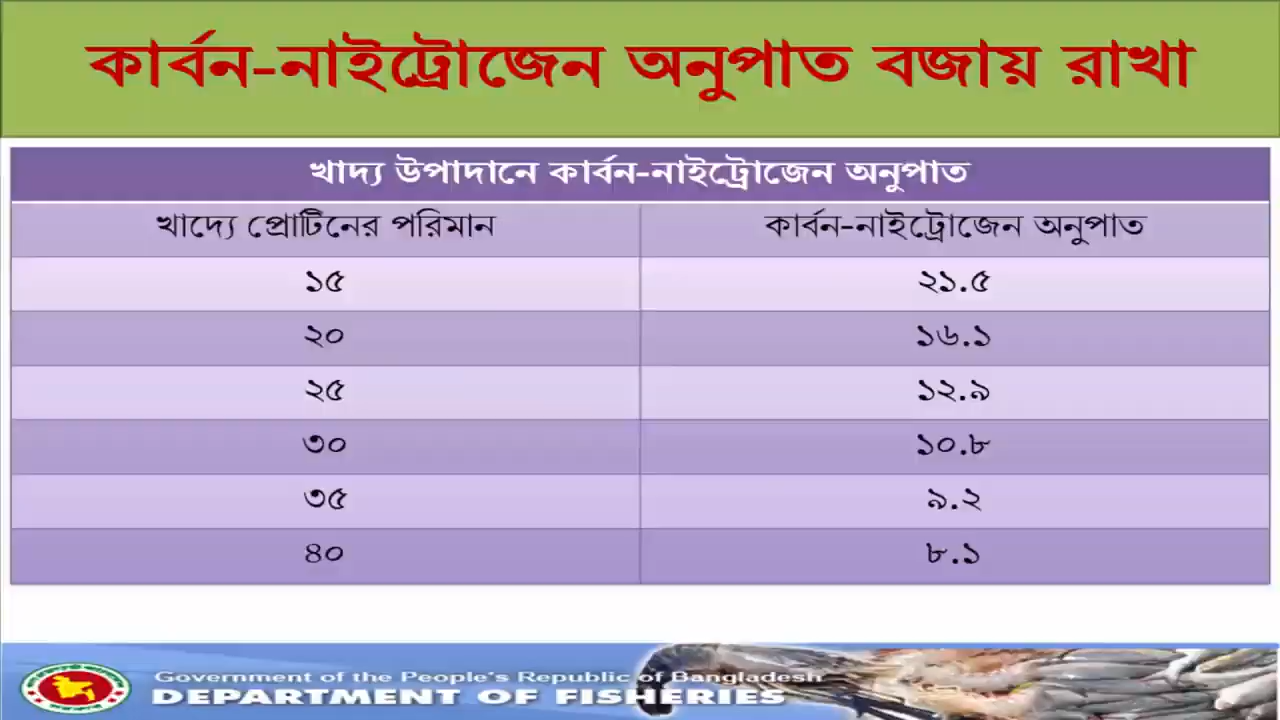 কার্বন-নাইট্রোজেন অনুপাত বজায় রাখা
খাদ্য উপাদানে কার্বন-নাইট্রোজেন অনুপাত
খাদ্যে প্রোটিনের পরিমান কার্বন-নাইট্রোজেন অনুপাত
১৫ ২১.৫
২০ ১৬.১
২৫ ১২.৯
৩০ ১০.৮
৩৫ ৯.২
৪০ ৮.১
Government of the People's Republic of Bangladesh
DEPARTMENT OF FISHERIES